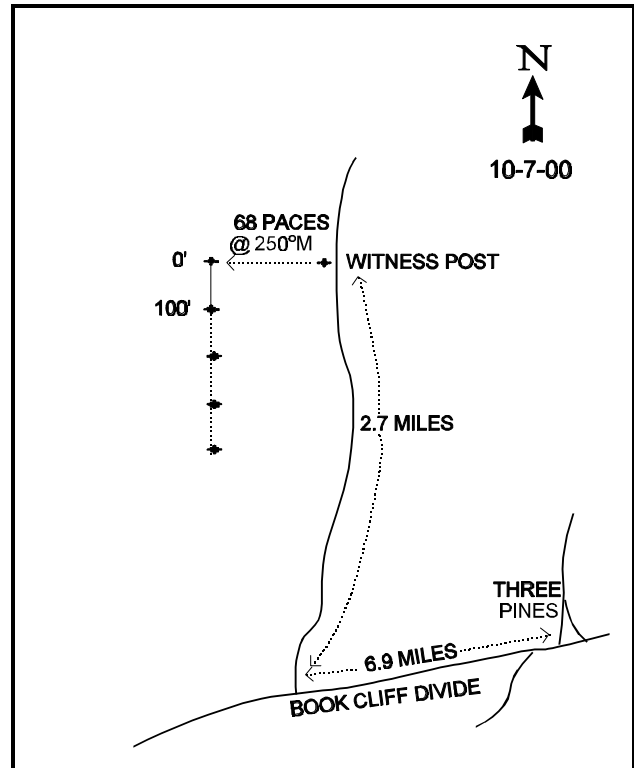 N
10-7-00
68 PACES
@ 250°M
0'
WITNESS POST
100'
2.7 MILES
THREE
PINES
6.9 MILES
BOOK CLIFF DIVIDE